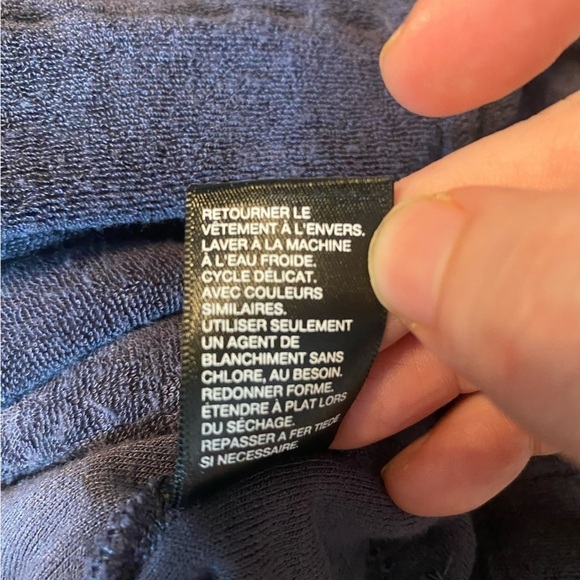 RETOURNER LE
VÊTEMENT À L'ENVERS.
LAVER À LA MACHINE
À L'EAU FROIDE.
CYCLE DÉLICAT.
AVEC COULEURS
SIMILAIRES.
UTILISER SEULEMENT
UN AGENT DE
BLANCHIMENT SANS
CHLORE, AU BESOIN.
REDONNER FORME.
ÉTENDRE À PLAT LORS
DU SÉCHAGE.
REPASSER A FER TIÈDE
SI NECESSAIRE.